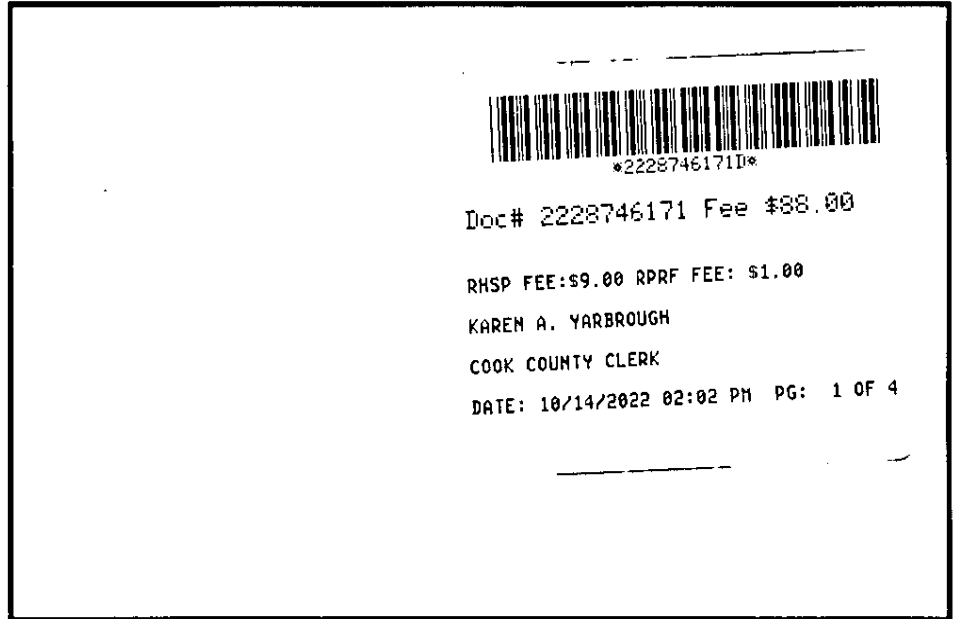 *2228746171D*
Doc# 2228746171 Fee $88.00
RHSP FEE:$9.00 RPRF FEE: $1.00
KAREN A. YARBROUGH
COOK COUNTY CLERK
DATE: 10/14/2022 02:02 PM PG: 1 OF 4